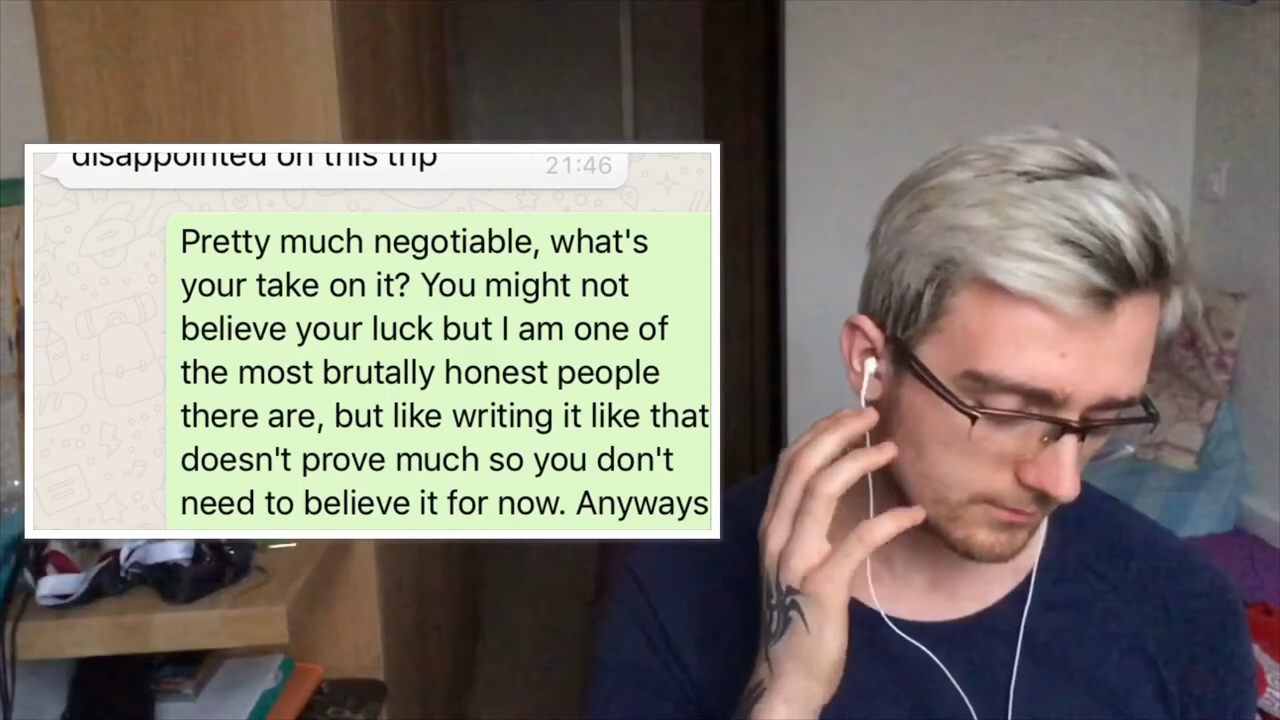 disappointed on this trip
21:46
Pretty much negotiable, what's
your take on it? You might not
believe your luck but I am one of
the most brutally honest people
there are, but like writing it like that
doesn't prove much so you don't
need to believe it for now. Anyways